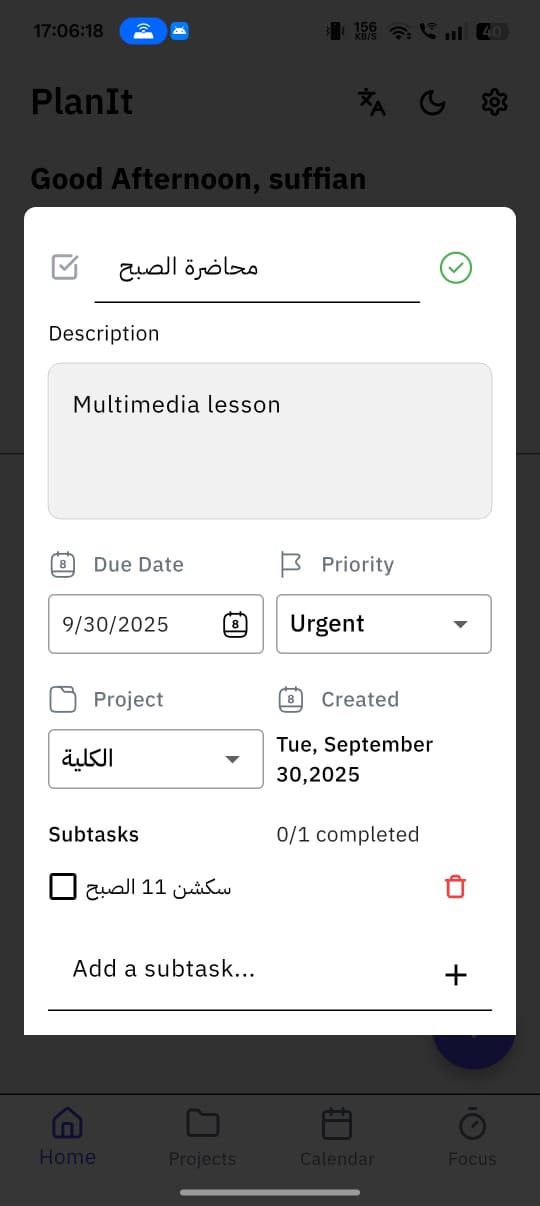 17:06:18 156 KB/S 40
PlanIt
Good Afternoon, suffian
محاضرة الصبح
Description
Multimedia lesson
8 Due Date Priority
9/30/2025 8 Urgent
Project 8 Created
الكلية Tue, September
30,2025
Subtasks 0/1 completed
سكشن 11 الصبح
Add a subtask...
Home Projects Calendar Focus